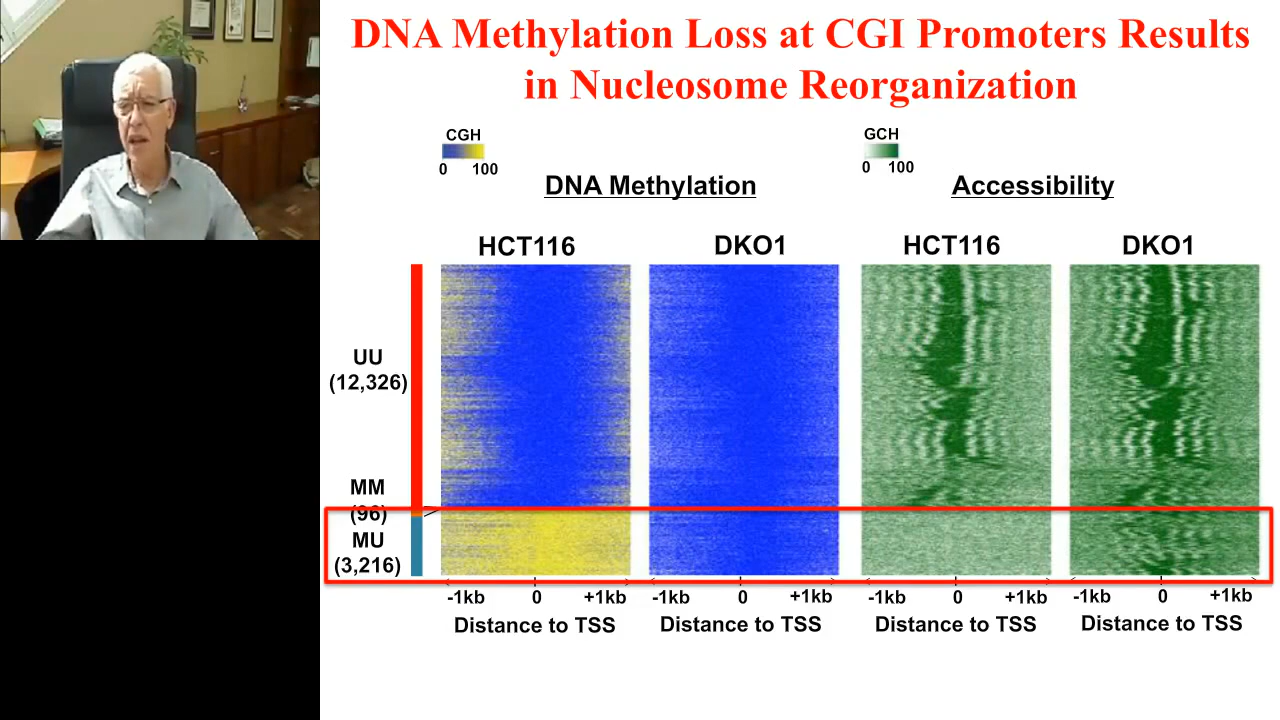 DNA Methylation Loss at CGI Promoters Results
in Nucleosome Reorganization
CGH
0 100
DNA Methylation
GCH
0 100
Accessibility
HCT116
DKO1
HCT116
DKO1
UU
(12,326)
MM
(96)
MU
(3,216)
-1kb 0 +1kb
-1kb 0 +1kb
-1kb 0 +1kb
-1kb 0 +1kb
Distance to TSS
Distance to TSS
Distance to TSS
Distance to TSS